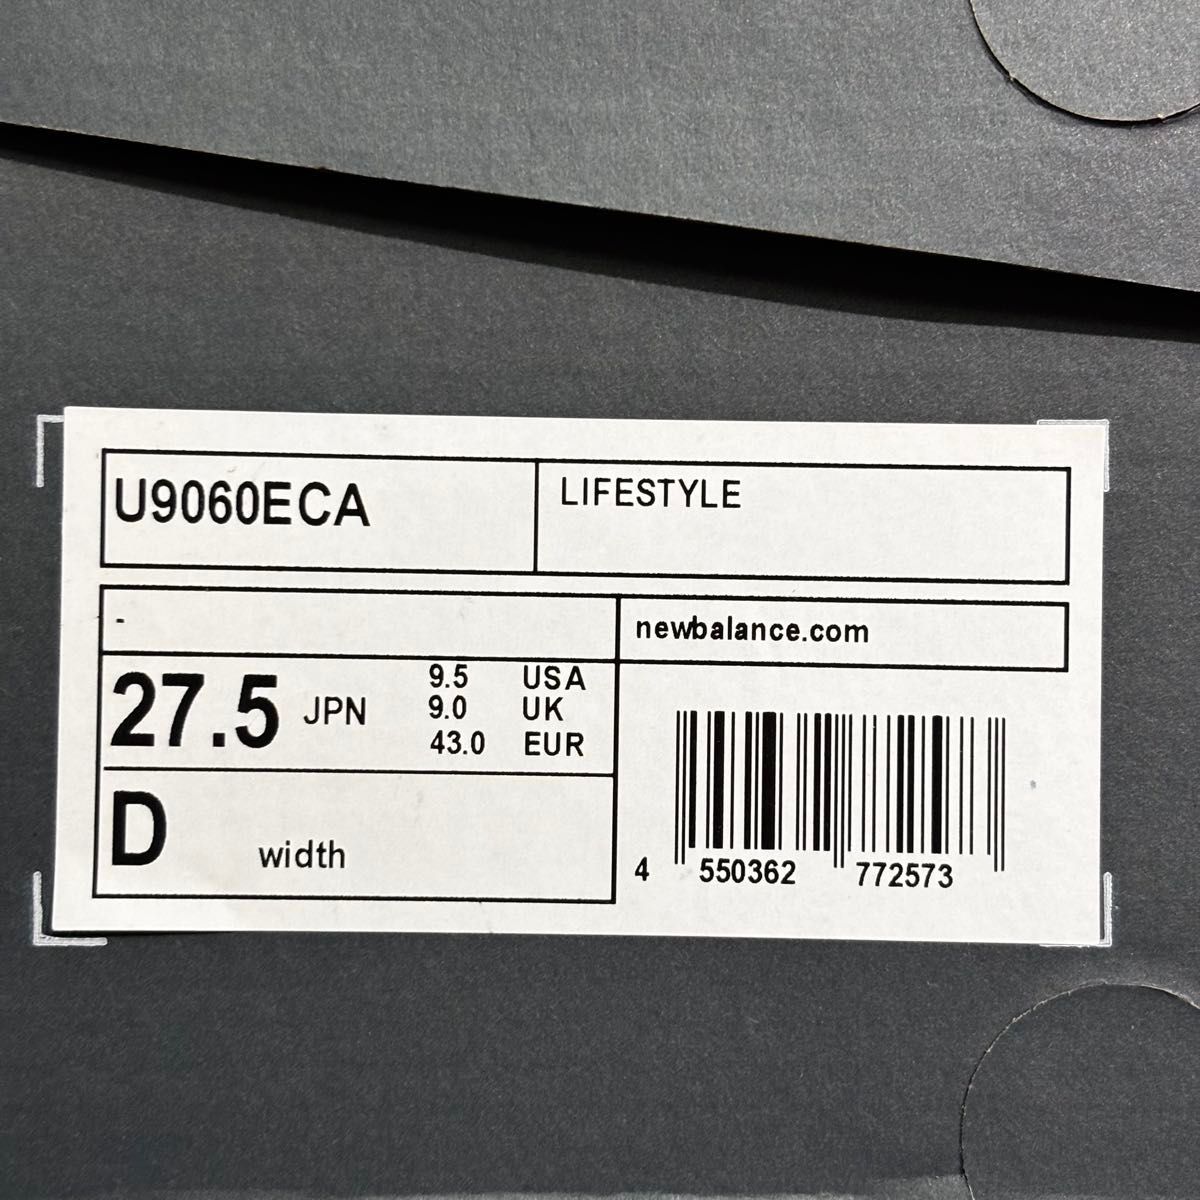 U9060ECA
LIFESTYLE
-
newbalance.com
27.5 JPN
9.5 USA
9.0 UK
43.0 EUR
D width
4 550362 772573